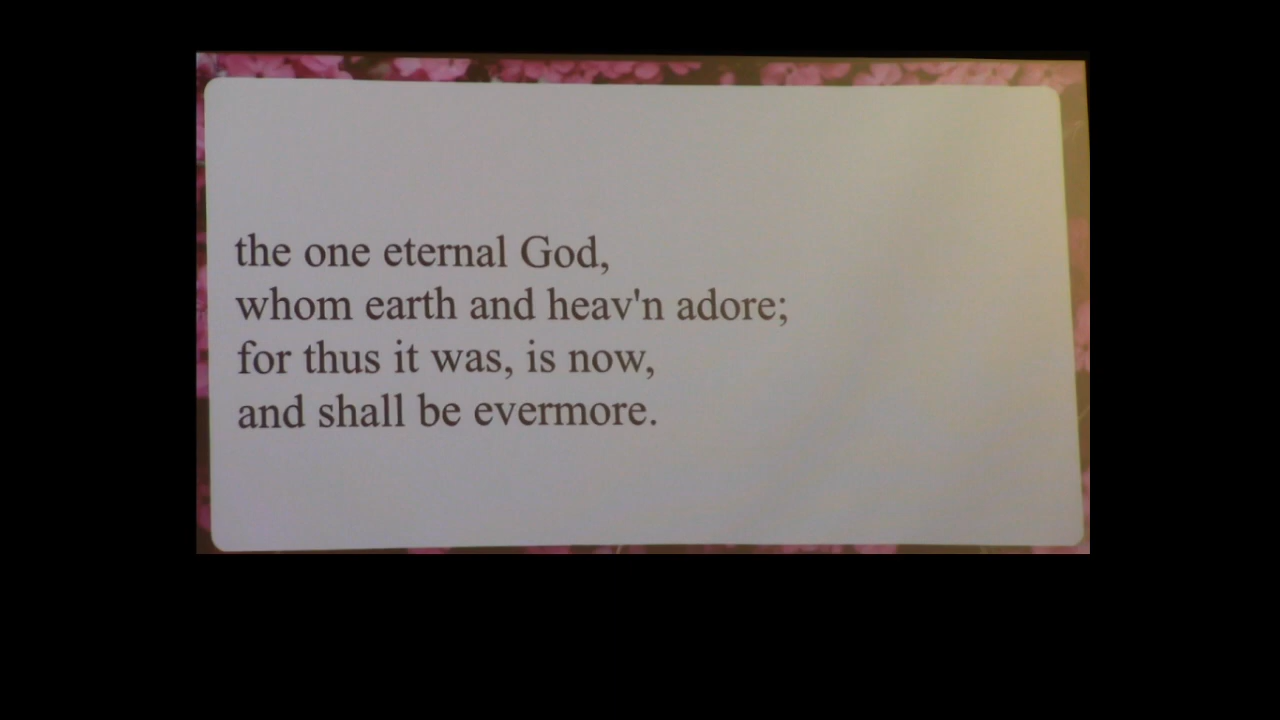 the one eternal God,
whom earth and heav'n adore;
for thus it was, is now,
and shall be evermore.